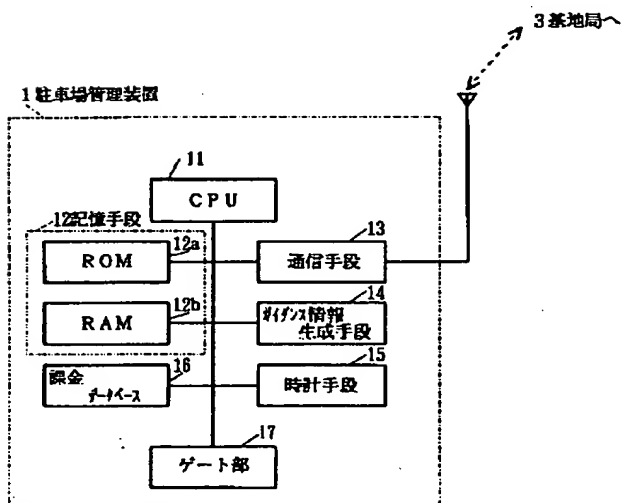 3基地局へ
1駐車場管理装置
11
CPU
12記憶手段
12a
ROM
13
通信手段
12b
RAM
14
ガイダンス情報
生成手段
16
課金
データベース
15
時計手段
17
ゲート部